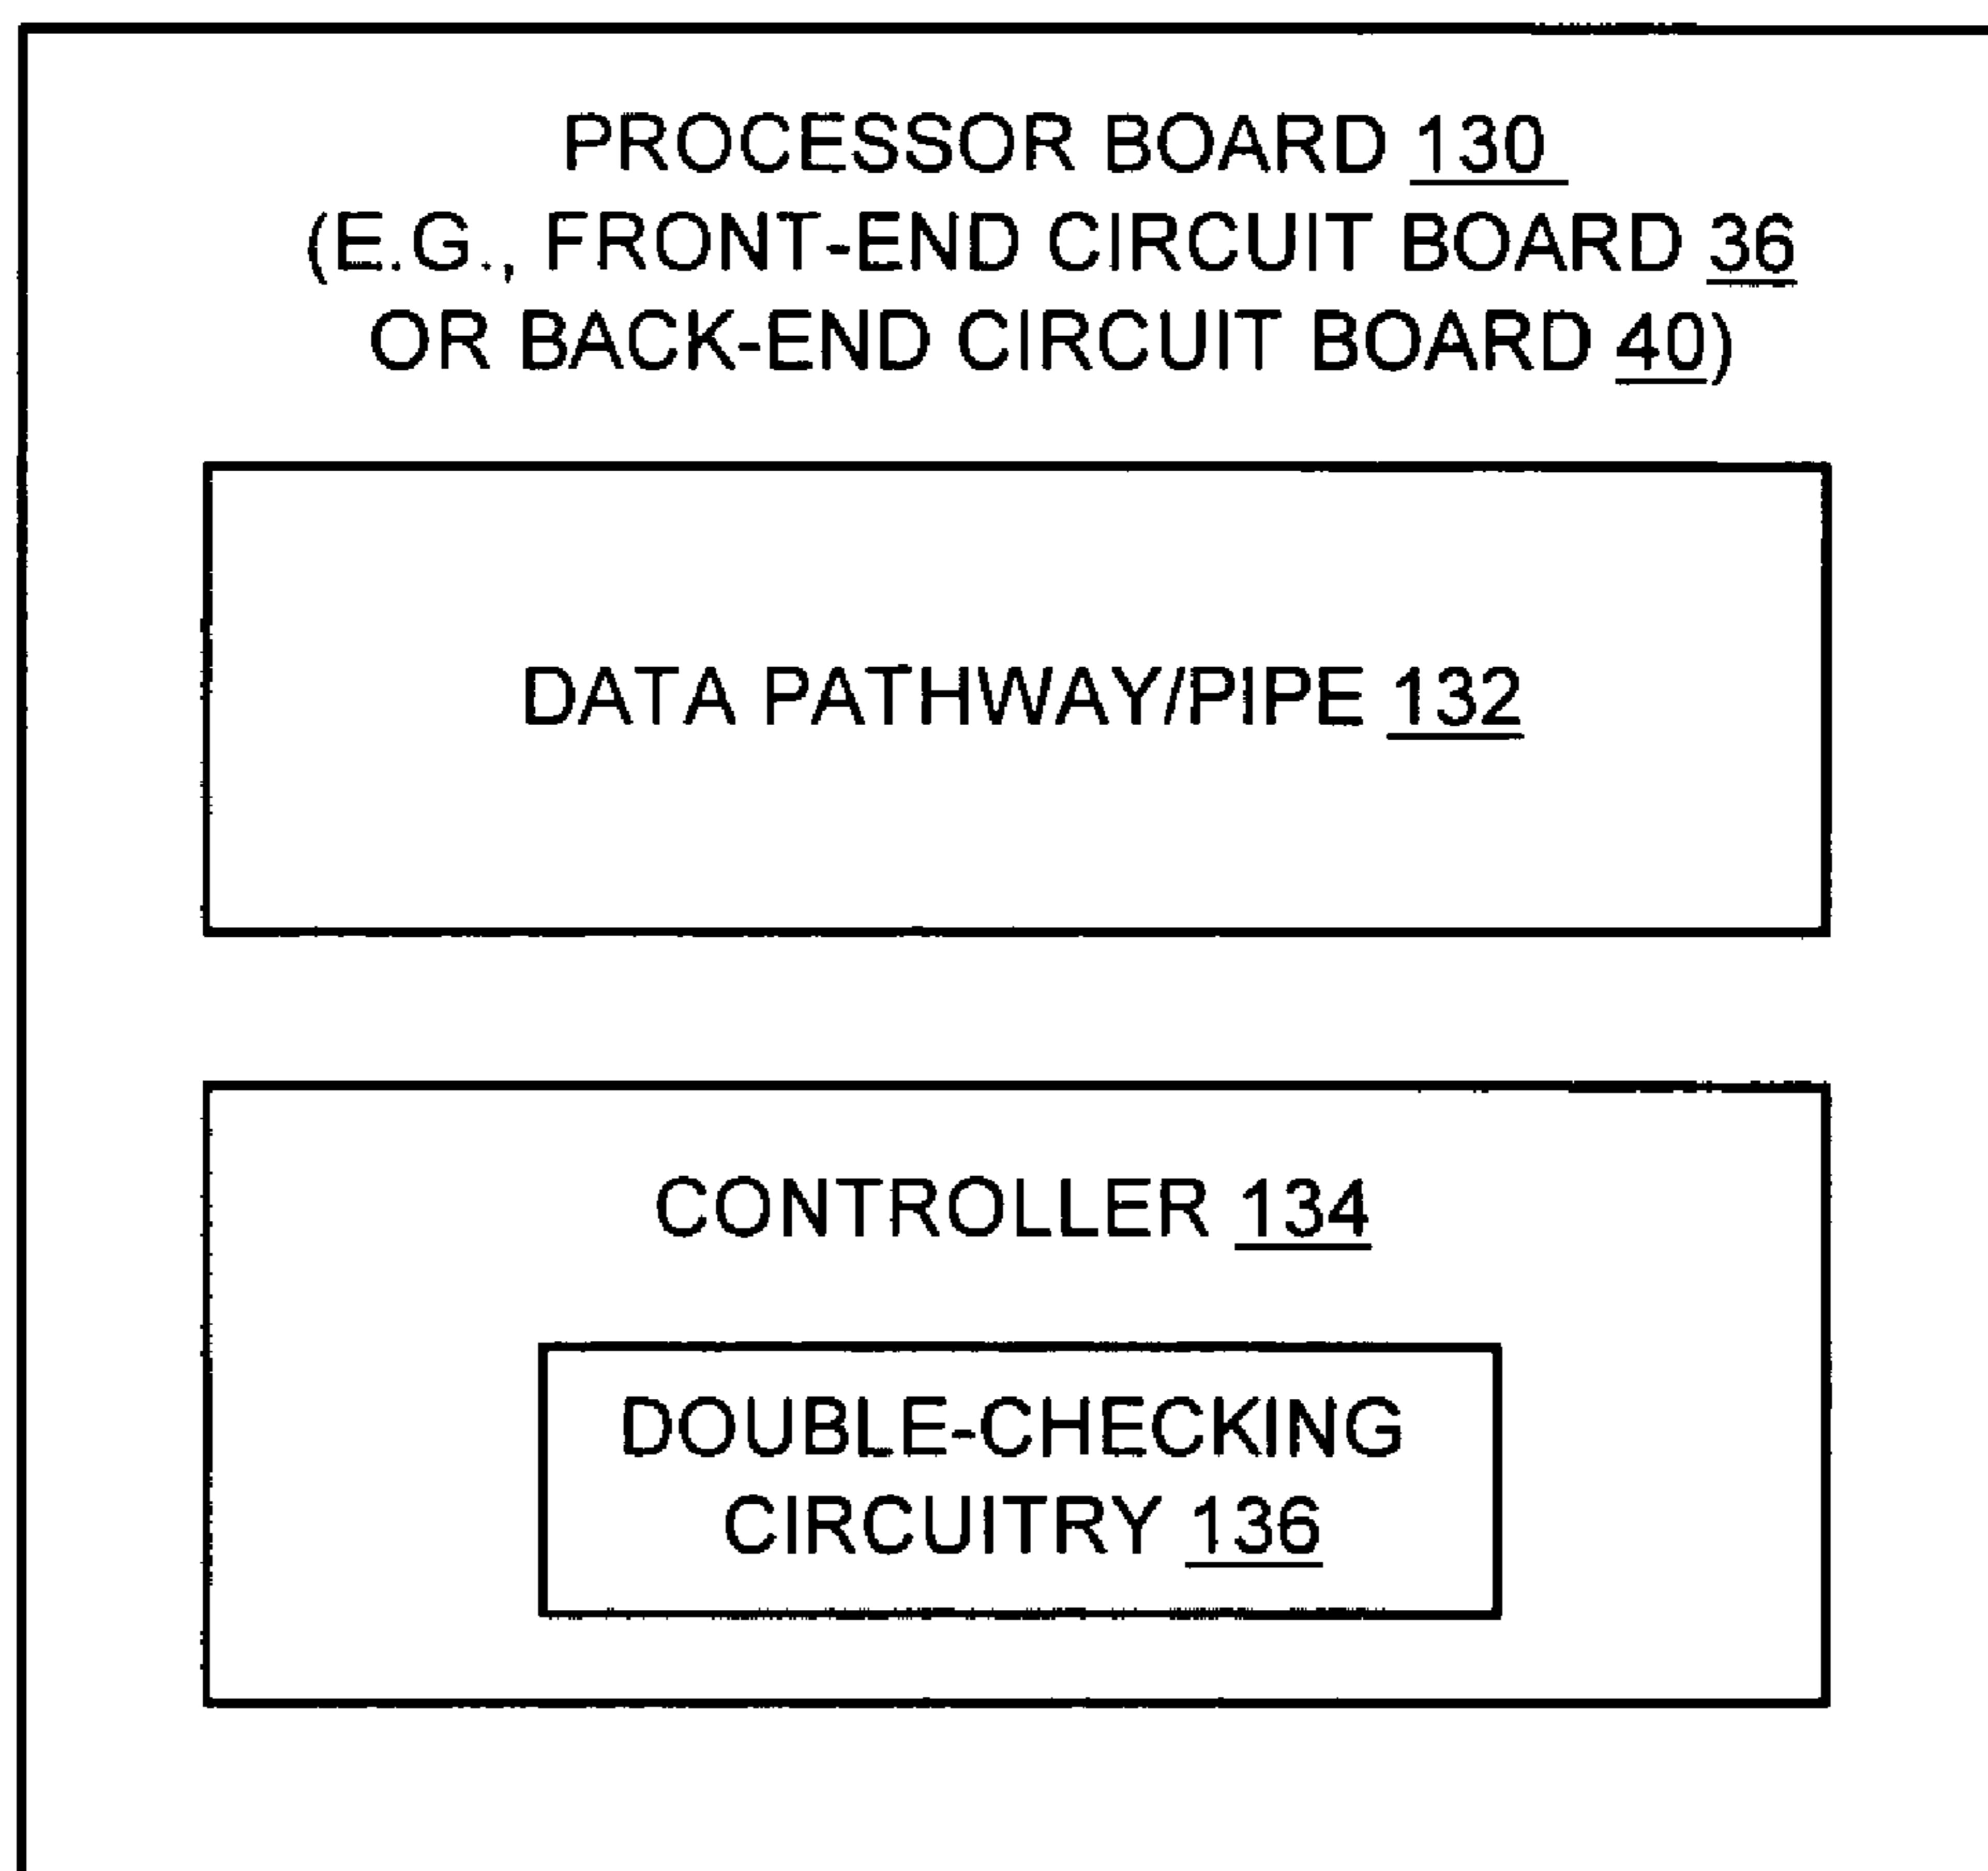 PROCESSOR BOARD 130
(E.G., FRONT-END CIRCUIT BOARD 36
OR BACK-END CIRCUIT BOARD 40)
DATA PATHWAY/PIPE 132
CONTROLLER 134
DOUBLE-CHECKING
CIRCUITRY 136